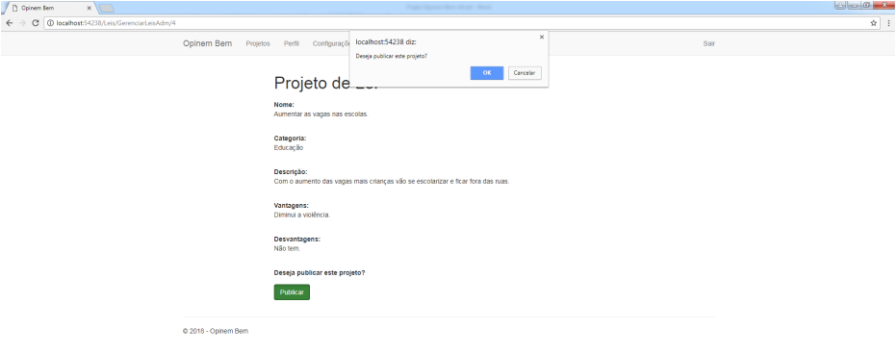 Opinem Bem
localhost:54238/Leis/GerenciarLeisAdm/4
Opinem Bem Projetos Perfil Configuraçõ Sair
localhost:54238 diz:
Deseja publicar este projeto?
OK Cancelar
Projeto de
Nome:
Aumentar as vagas nas escolas.
Categoria:
Educação
Descrição:
Com o aumento das vagas mais crianças vão se escolarizar e ficar fora das ruas.
Vantagens:
Diminui a violência.
Desvantagens:
Não tem.
Deseja publicar este projeto?
Publicar
© 2018 - Opinem Bem